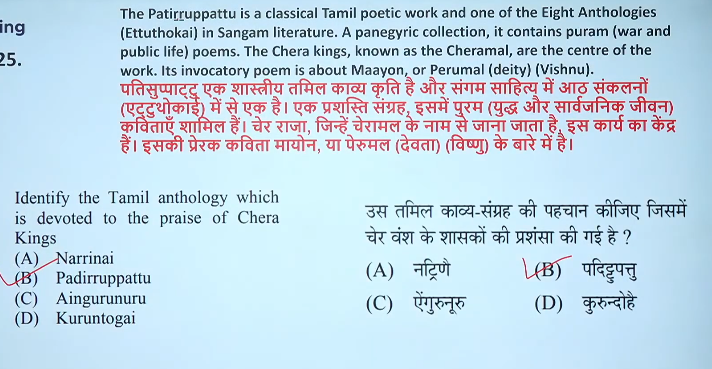 ing
25.
The Patirruppattu is a classical Tamil poetic work and one of the Eight Anthologies
(Ettuthokai) in Sangam literature. A panegyric collection, it contains puram (war and
public life) poems. The Chera kings, known as the Cheramal, are the centre of the
work. Its invocatory poem is about Maayon, or Perumal (deity) (Vishnu).
पतिसुप्पाट्टु एक शास्त्रीय तमिल काव्य कृति है और संगम साहित्य में आठ संकलनों
(एट्टुथोकाई) में से एक है। एक प्रशस्ति संग्रह, इसमें पुरम (युद्ध और सार्वजनिक जीवन)
कविताएँ शामिल हैं। चेर राजा, जिन्हें चेरामल के नाम से जाना जाता है, इस कार्य का केंद्र
हैं। इसकी प्रेरक कविता मायोन, या पेरुमल (देवता) (विष्णु) के बारे में है।
Identify the Tamil anthology which
is devoted to the praise of Chera
Kings
(A) Narrinai
(B) Padirruppattu
(C) Aingurunuru
(D) Kuruntogai
उस तमिल काव्य-संग्रह की पहचान कीजिए जिसमें
चेर वंश के शासकों की प्रशंसा की गई है ?
(A) नट्रिणै (B) पदिट्टुपत्तु
(C) ऐंगुरुनूरु (D) कुरुन्दोहै